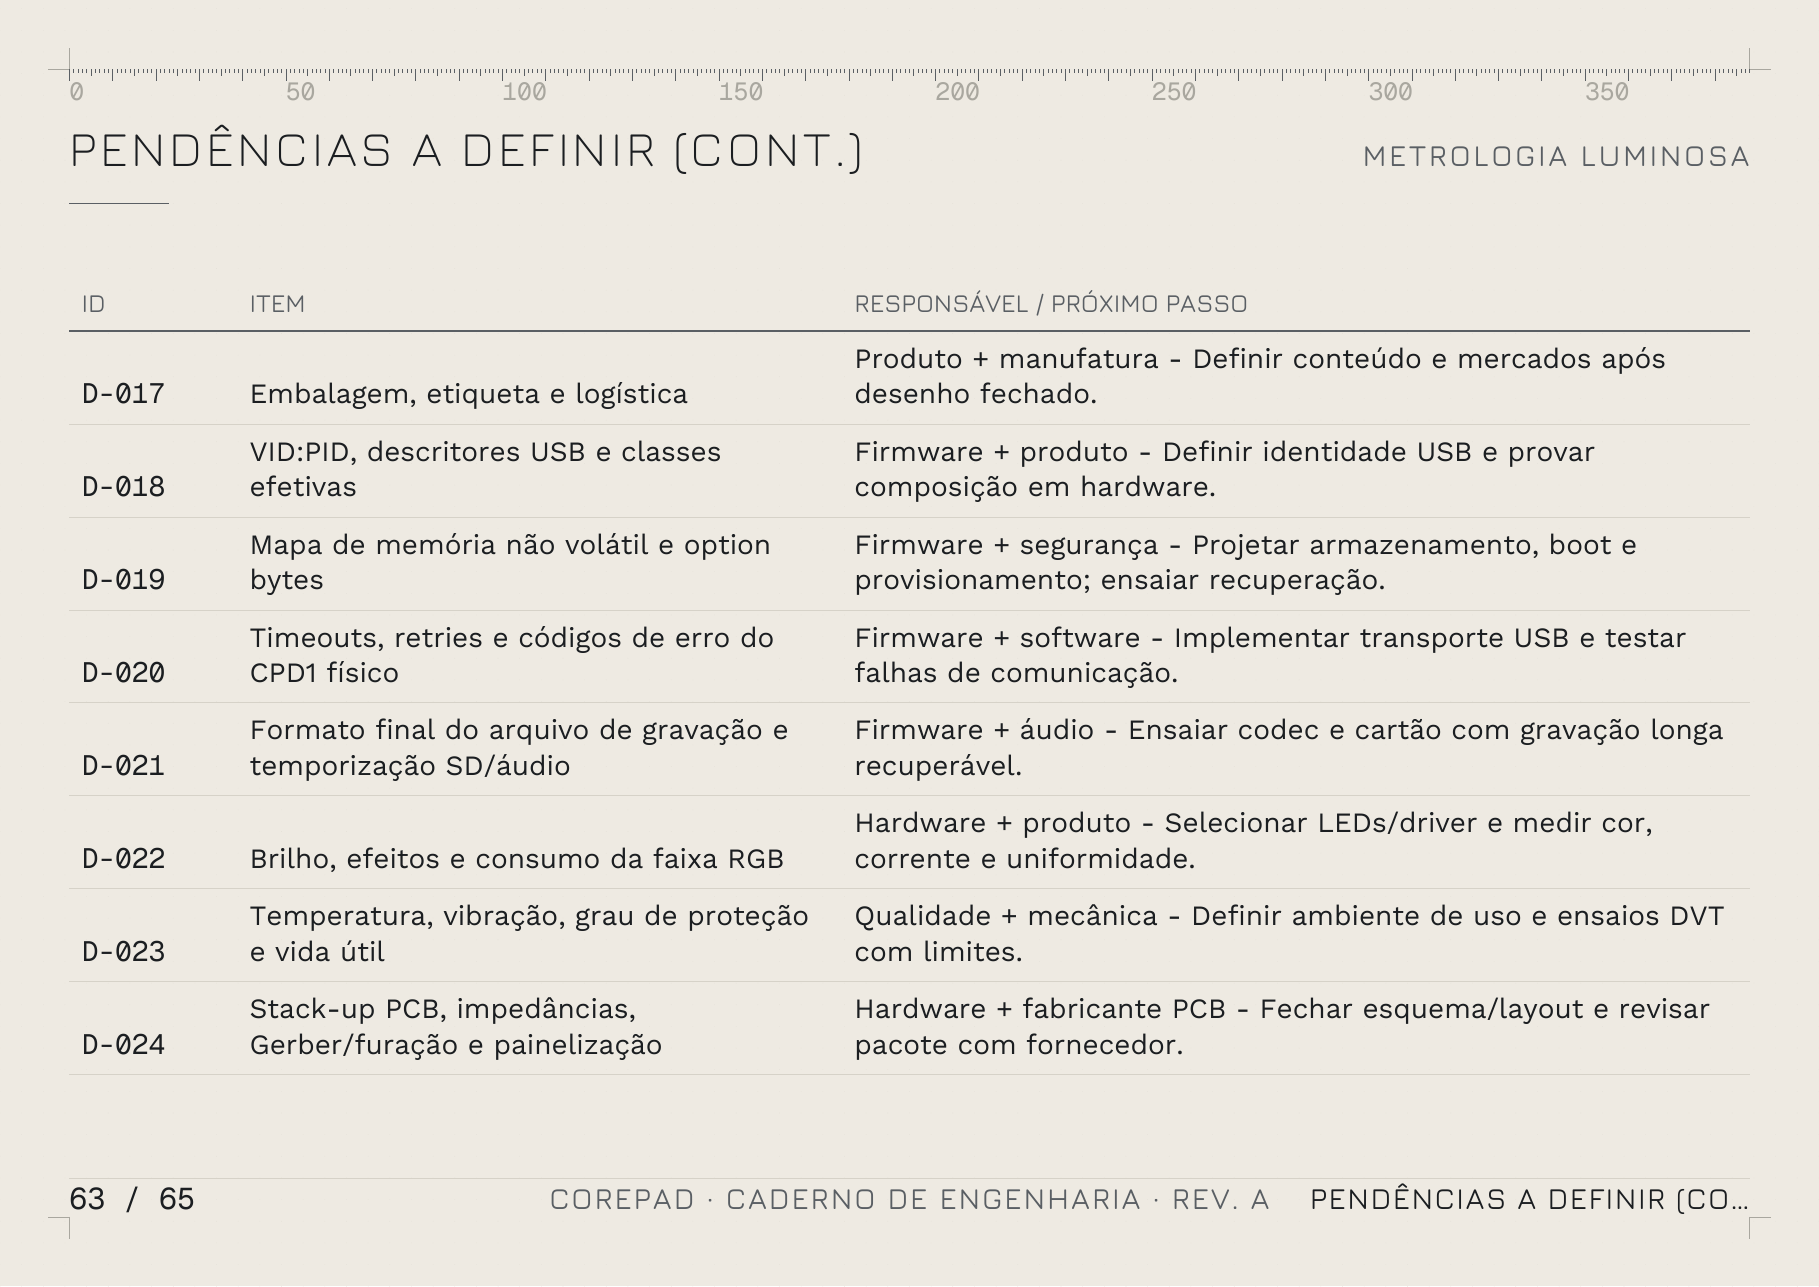 0 50 100 150 200 250 300 350
PENDÊNCIAS A DEFINIR (CONT.)
METROLOGIA LUMINOSA
ID ITEM RESPONSÁVEL / PRÓXIMO PASSO
D-017 Embalagem, etiqueta e logística
Produto + manufatura - Definir conteúdo e mercados após
desenho fechado.
D-018
VID:PID, descritores USB e classes
efetivas
Firmware + produto - Definir identidade USB e provar
composição em hardware.
D-019
Mapa de memória não volátil e option
bytes
Firmware + segurança - Projetar armazenamento, boot e
provisionamento; ensaiar recuperação.
D-020
Timeouts, retries e códigos de erro do
CPD1 físico
Firmware + software - Implementar transporte USB e testar
falhas de comunicação.
D-021
Formato final do arquivo de gravação e
temporização SD/áudio
Firmware + áudio - Ensaiar codec e cartão com gravação longa
recuperável.
D-022
Brilho, efeitos e consumo da faixa RGB
Hardware + produto - Selecionar LEDs/driver e medir cor,
corrente e uniformidade.
D-023
Temperatura, vibração, grau de proteção
e vida útil
Qualidade + mecânica - Definir ambiente de uso e ensaios DVT
com limites.
D-024
Stack-up PCB, impedâncias,
Gerber/furação e painelização
Hardware + fabricante PCB - Fechar esquema/layout e revisar
pacote com fornecedor.
63 / 65
COREPAD · CADERNO DE ENGENHARIA · REV. A
PENDÊNCIAS A DEFINIR (CO…